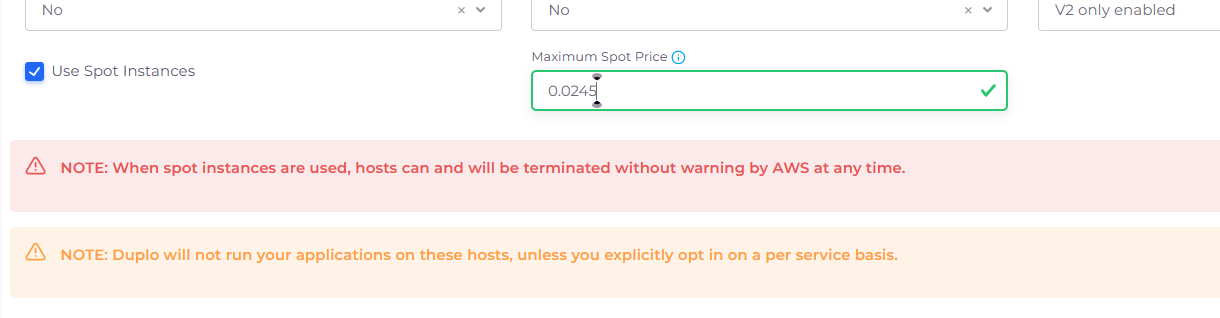 No × No × V2 only enabled
Maximum Spot Price
Use Spot Instances
0.0245
NOTE: When spot instances are used, hosts can and will be terminated without warning by AWS at any time.
NOTE: Duplo will not run your applications on these hosts, unless you explicitly opt in on a per service basis.